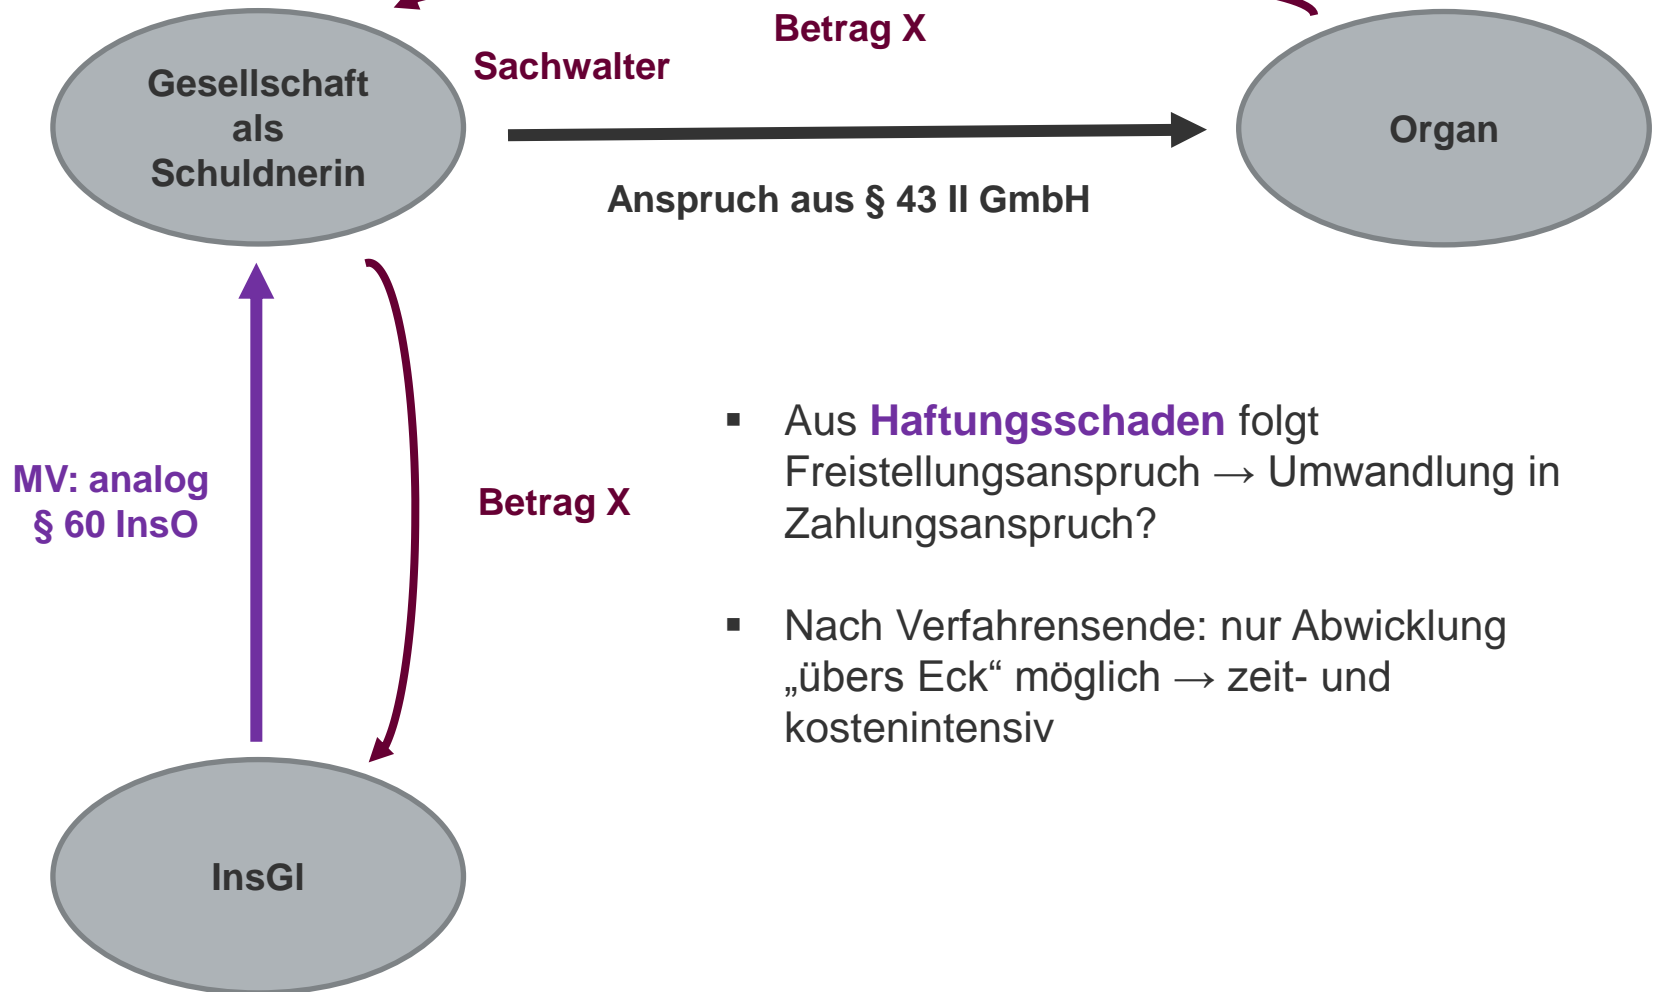 Betrag X
Sachwalter
Gesellschaft
als
Schuldnerin
Organ
Anspruch aus § 43 II GmbH
MV: analog
§ 60 InsO
Betrag X
▪ Aus Haftungsschaden folgt
Freistellungsanspruch → Umwandlung in
Zahlungsanspruch?
▪ Nach Verfahrensende: nur Abwicklung
„übers Eck“ möglich → zeit- und
kostenintensiv
InsGl